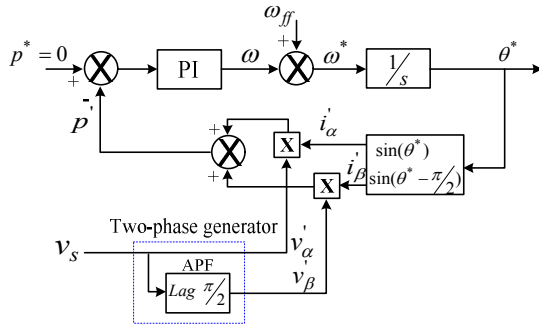 ω_ff
p* = 0
+
+
PI
ω
ω*
1/s
θ*
-
p'
+
+
X
i'_α
sin(θ*)
X
i'_β
sin(θ* − π/2)
Two-phase generator
v_s
v'_α
APF
v'_β
Lag π/2